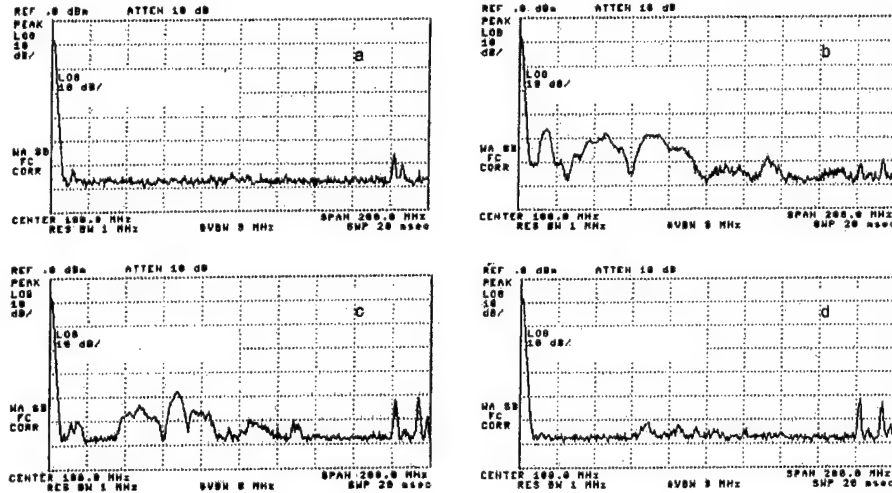 REF .0 dBm ATTEN 10 dB
PEAK
LOG
10
dB/
a
LOG
10 dB/
WA SB
FC
CORR
CENTER 100.0 MHz SPAN 200.0 MHz
RES BW 1 MHz VBW 3 MHz SWP 20 msec
REF .0 dBm ATTEN 10 dB
PEAK
LOG
10
dB/
b
LOG
10 dB/
WA SB
FC
CORR
CENTER 100.0 MHz SPAN 200.0 MHz
RES BW 1 MHz VBW 3 MHz SWP 20 msec
REF .0 dBm ATTEN 10 dB
PEAK
LOG
10
dB/
c
LOG
10 dB/
WA SB
FC
CORR
CENTER 100.0 MHz SPAN 200.0 MHz
RES BW 1 MHz VBW 3 MHz SWP 20 msec
REF .0 dBm ATTEN 10 dB
PEAK
LOG
10
dB/
d
LOG
10 dB/
WA SB
FC
CORR
CENTER 100.0 MHz SPAN 200.0 MHz
RES BW 1 MHz VBW 3 MHz SWP 20 msec